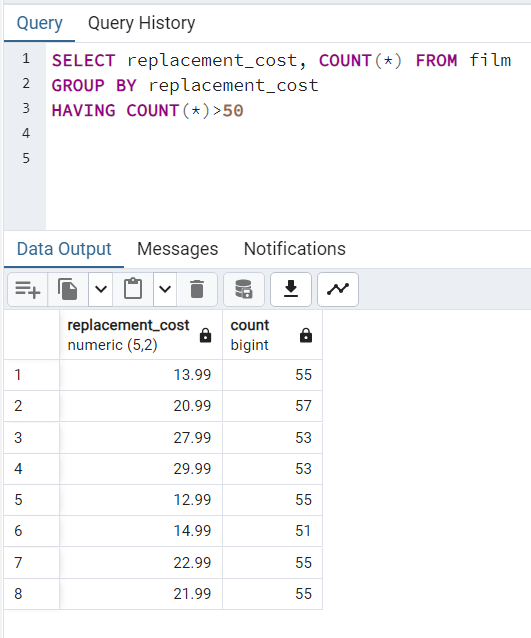 Query Query History
1 SELECT replacement_cost, COUNT(*) FROM film
2 GROUP BY replacement_cost
3 HAVING COUNT(*)>50
4
5
Data Output Messages Notifications
replacement_cost count
numeric (5,2) bigint
1 13.99 55
2 20.99 57
3 27.99 53
4 29.99 53
5 12.99 55
6 14.99 51
7 22.99 55
8 21.99 55